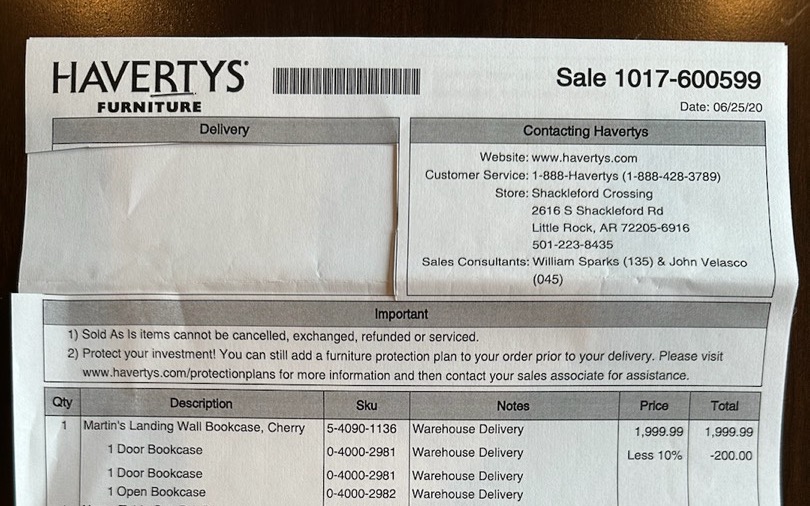 HAVERTYS
FURNITURE
Sale 1017-600599
Date: 06/25/20
Delivery
Contacting Havertys
Website: www.havertys.com
Customer Service: 1-888-Havertys (1-888-428-3789)
Store: Shackleford Crossing
2616 S Shackleford Rd
Little Rock, AR 72205-6916
501-223-8435
Sales Consultants: William Sparks (135) & John Velasco
(045)
Important
1) Sold As Is items cannot be cancelled, exchanged, refunded or serviced.
2) Protect your investment! You can still add a furniture protection plan to your order prior to your delivery. Please visit
www.havertys.com/protectionplans for more information and then contact your sales associate for assistance.
Qty Description Sku Notes Price Total
1 Martin's Landing Wall Bookcase, Cherry 5-4090-1136 Warehouse Delivery 1,999.99 1,999.99
1 Door Bookcase 0-4000-2981 Warehouse Delivery Less 10% -200.00
1 Door Bookcase 0-4000-2981 Warehouse Delivery
1 Open Bookcase 0-4000-2982 Warehouse Delivery